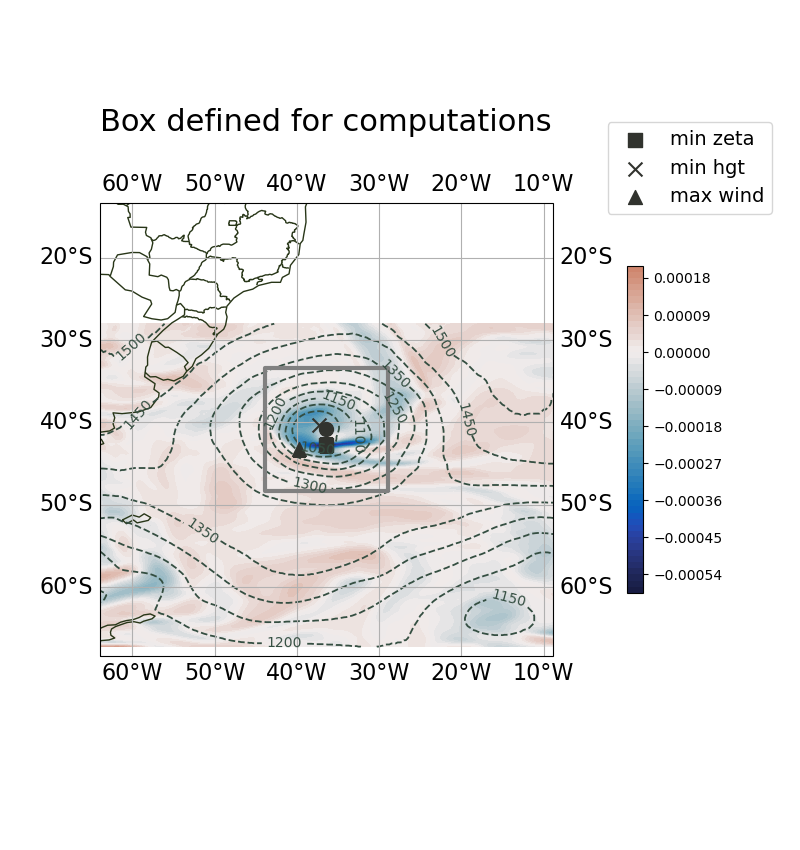 Box defined for computations
min zeta
min hgt
max wind
60°W 50°W 40°W 30°W 20°W 10°W
20°S 20°S
30°S 30°S
40°S 40°S
50°S 50°S
60°S 60°S
60°W 50°W 40°W 30°W 20°W 10°W
1500
1500
1350
1150
1200
1250
1450
1450
1100
1300
1350
1150
1200
0.00018
0.00009
0.00000
−0.00009
−0.00018
−0.00027
−0.00036
−0.00045
−0.00054